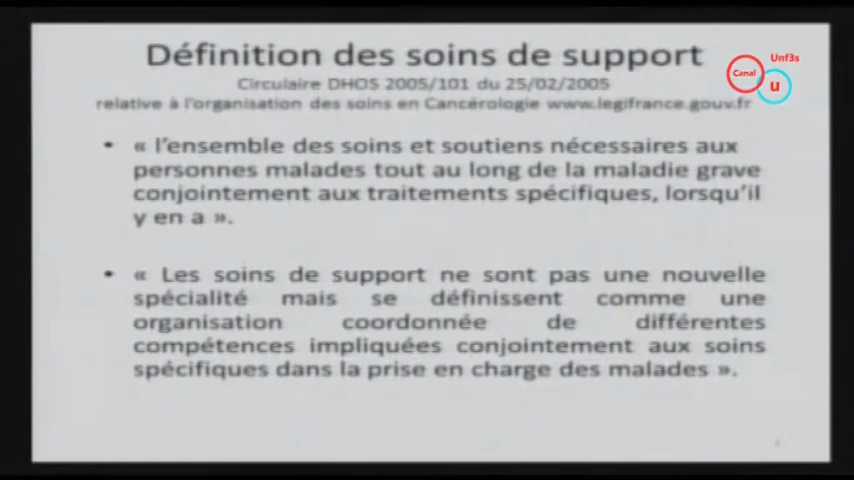 Définition des soins de support
Circulaire DHOS 2005/101 du 25/02/2005
relative à l'organisation des soins en Cancérologie www.legifrance.gouv.fr
• « l'ensemble des soins et soutiens nécessaires aux
personnes malades tout au long de la maladie grave
conjointement aux traitements spécifiques, lorsqu'il
y en a ».
• « Les soins de support ne sont pas une nouvelle
spécialité mais se définissent comme une
organisation coordonnée de différentes
compétences impliquées conjointement aux soins
spécifiques dans la prise en charge des malades ».
Unf3s
Canal
u